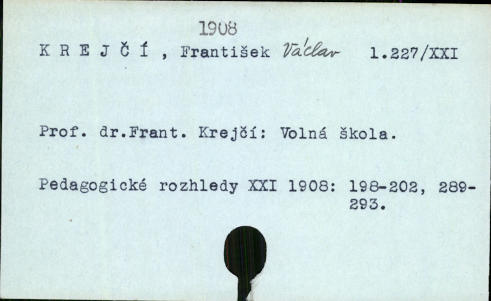 1908
K R E J Č Í , František Václav 1.227/XXI
Prof. dr.Frant. Krejčí: Volná škola.
Pedagogické rozhledy XXI 1908: 198-202, 289-
293.